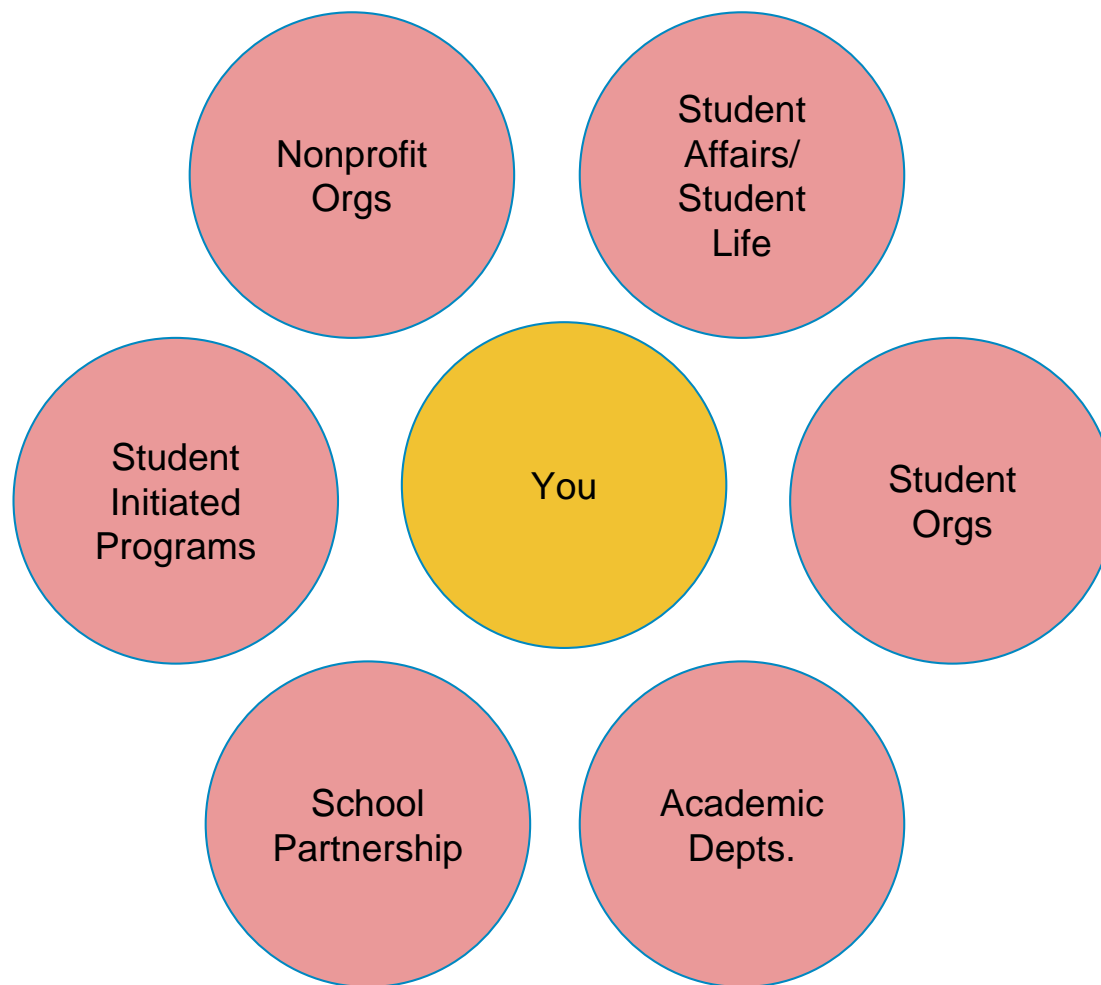 Nonprofit
Orgs
Student
Affairs/
Student
Life
Student
Initiated
Programs
You
Student
Orgs
School
Partnership
Academic
Depts.